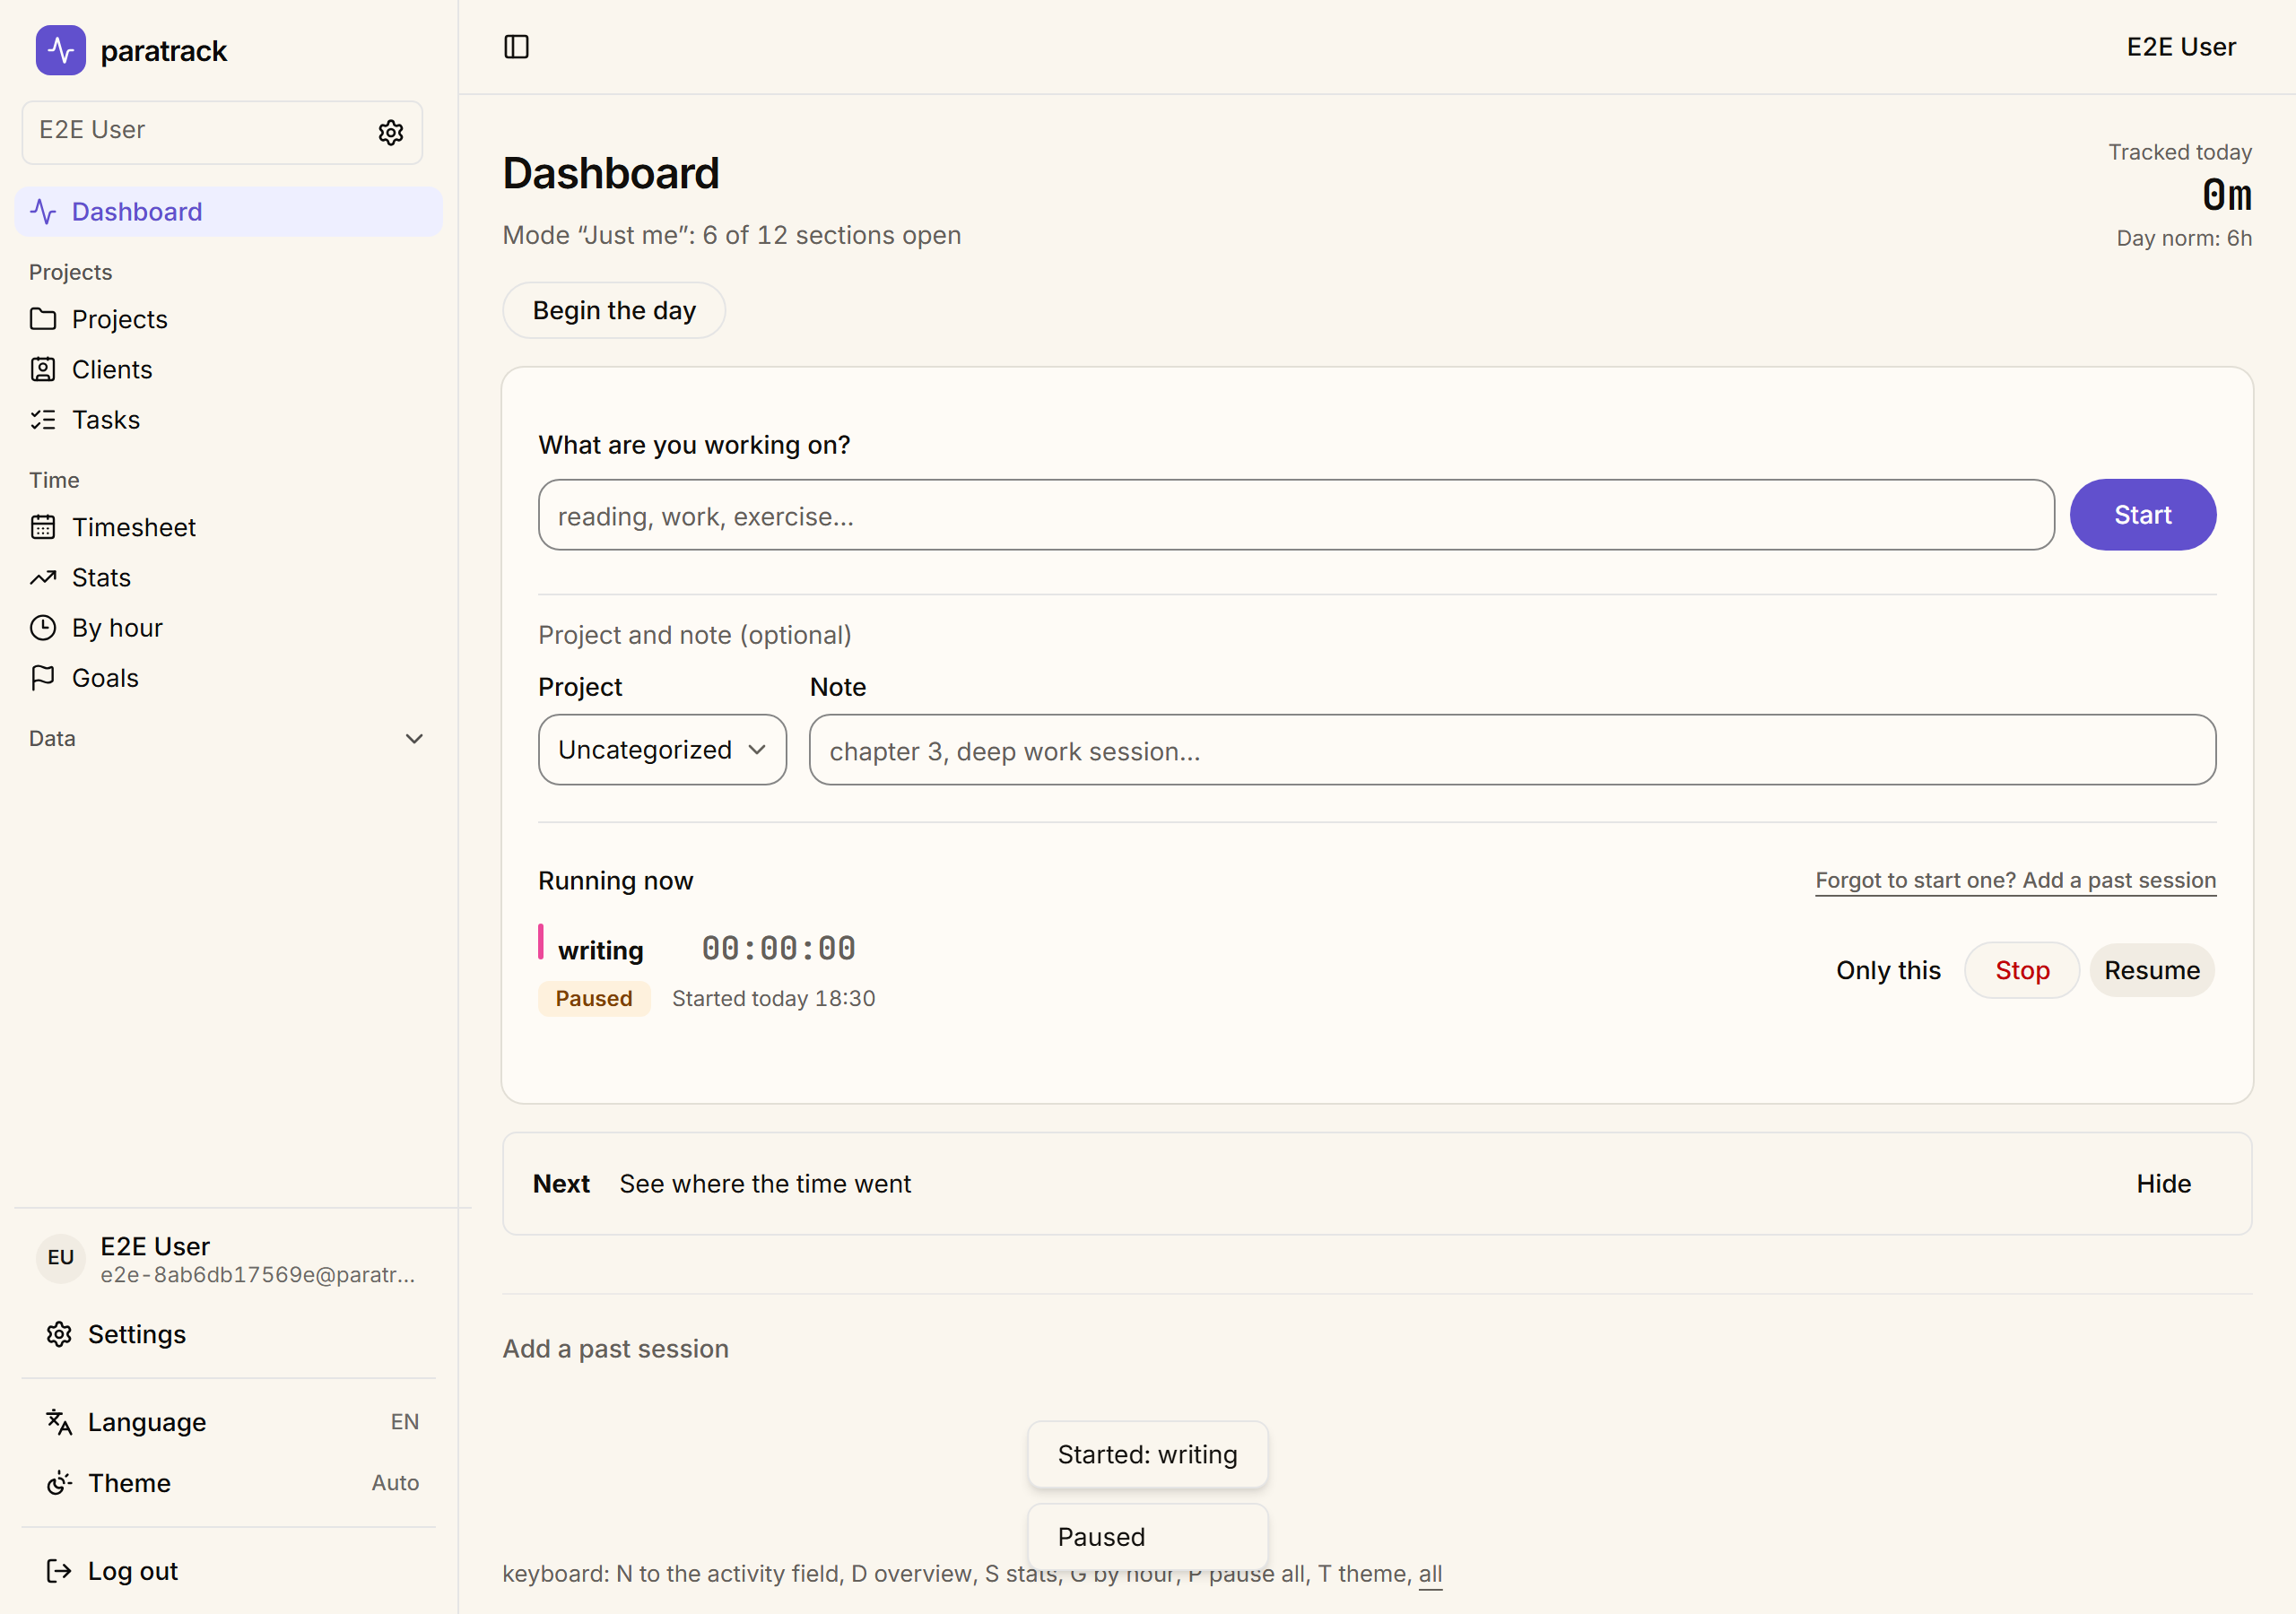 paratrack
E2E User
Dashboard
Projects
Projects
Clients
Tasks
Time
Timesheet
Stats
By hour
Goals
Data
EU
E2E User
e2e-8ab6db17569e@paratr...
Settings
Language EN
Theme Auto
Log out
E2E User
Dashboard
Mode “Just me”: 6 of 12 sections open
Tracked today
0m
Day norm: 6h
Begin the day
What are you working on?
reading, work, exercise...
Start
Project and note (optional)
Project Note
Uncategorized chapter 3, deep work session...
Running now Forgot to start one? Add a past session
writing 00:00:00
Paused Started today 18:30
Only this Stop Resume
Next See where the time went Hide
Add a past session
Started: writing
Paused
keyboard: N to the activity field, D overview, S stats, G by hour, P pause all, T theme, all